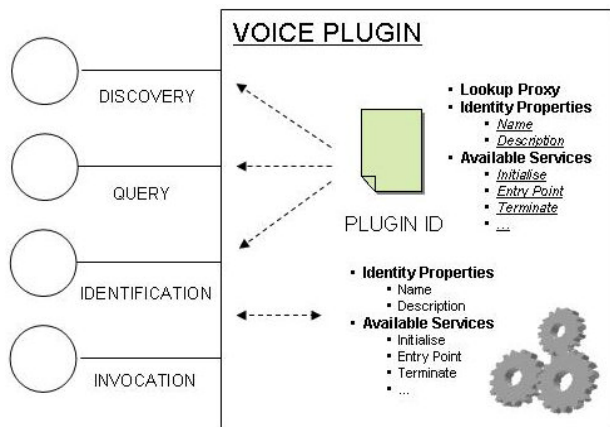 VOICE PLUGIN
DISCOVERY
QUERY
IDENTIFICATION
INVOCATION
PLUGIN ID
▪ Lookup Proxy
▪ Identity Properties
▪ Name
▪ Description
▪ Available Services
▪ Initialise
▪ Entry Point
▪ Terminate
▪ ...
▪ Identity Properties
▪ Name
▪ Description
▪ Available Services
▪ Initialise
▪ Entry Point
▪ Terminate
▪ ...